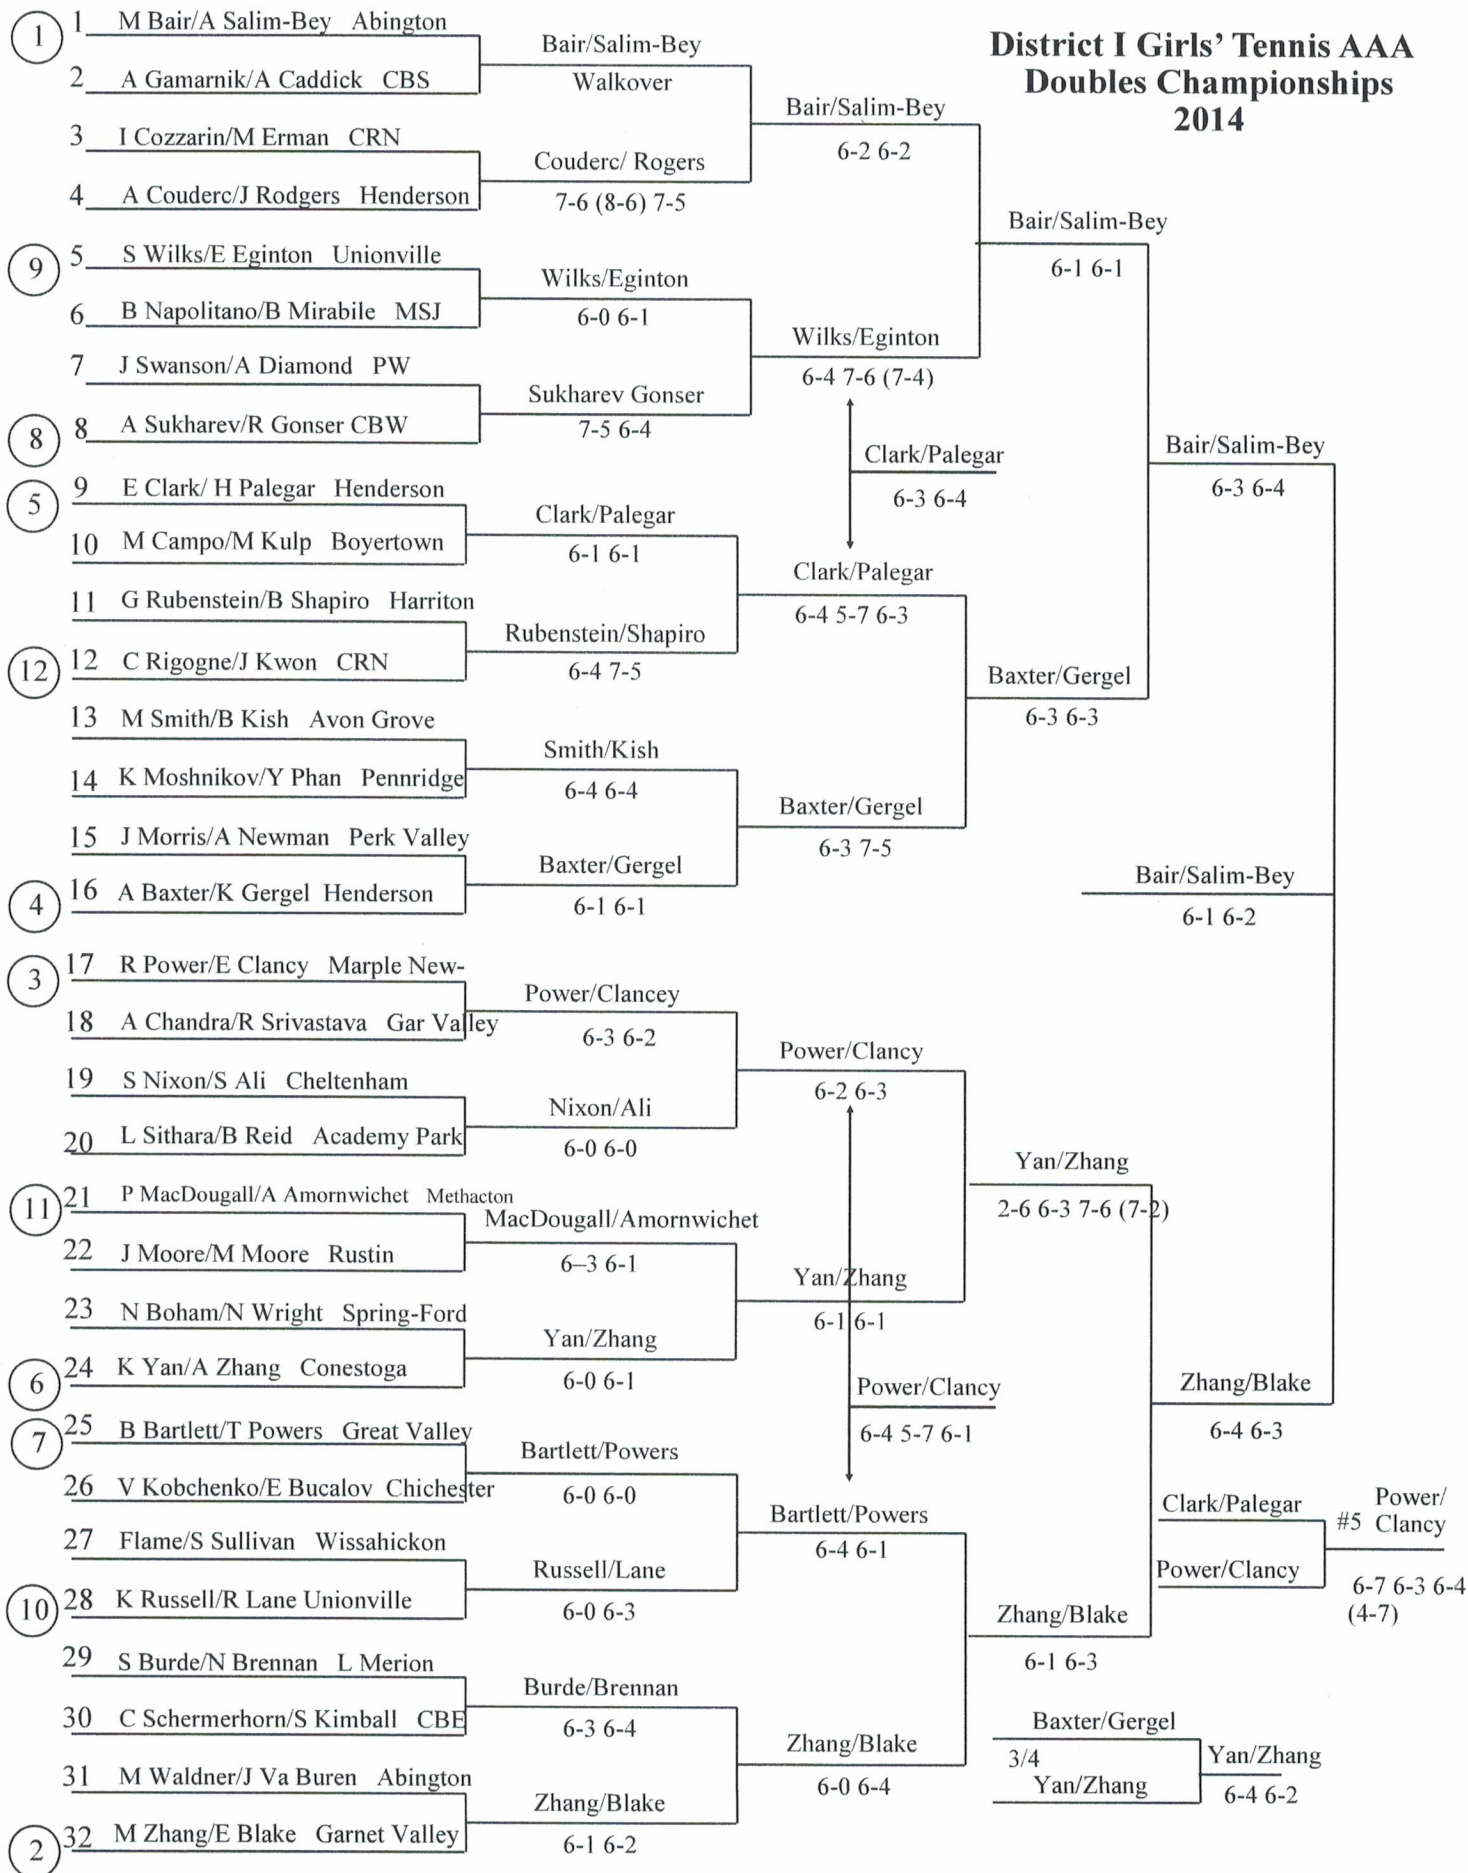 District I Girls' Tennis AAA
Doubles Championships
2014
1
1 M Bair/A Salim-Bey Abington
2 A Gamarnik/A Caddick CBS
3 I Cozzarin/M Erman CRN
4 A Couderc/J Rodgers Henderson
9
5 S Wilks/E Eginton Unionville
6 B Napolitano/B Mirabile MSJ
7 J Swanson/A Diamond PW
8
8 A Sukharev/R Gonser CBW
5
9 E Clark/ H Palegar Henderson
10 M Campo/M Kulp Boyertown
11 G Rubenstein/B Shapiro Harriton
12
12 C Rigogne/J Kwon CRN
13 M Smith/B Kish Avon Grove
14 K Moshnikov/Y Phan Pennridge
15 J Morris/A Newman Perk Valley
4
16 A Baxter/K Gergel Henderson
3
17 R Power/E Clancy Marple New-
18 A Chandra/R Srivastava Gar Valley
19 S Nixon/S Ali Cheltenham
20 L Sithara/B Reid Academy Park
11
21 P MacDougall/A Amornwichet Methacton
22 J Moore/M Moore Rustin
23 N Boham/N Wright Spring-Ford
6
24 K Yan/A Zhang Conestoga
7
25 B Bartlett/T Powers Great Valley
26 V Kobchenko/E Bucalov Chichester
27 Flame/S Sullivan Wissahickon
10
28 K Russell/R Lane Unionville
29 S Burde/N Brennan L Merion
30 C Schermerhorn/S Kimball CBE
31 M Waldner/J Va Buren Abington
2
32 M Zhang/E Blake Garnet Valley
Bair/Salim-Bey
Walkover
Couderc/ Rogers
7-6 (8-6) 7-5
Wilks/Eginton
6-0 6-1
Sukharev Gonser
7-5 6-4
Clark/Palegar
6-1 6-1
Rubenstein/Shapiro
6-4 7-5
Smith/Kish
6-4 6-4
Baxter/Gergel
6-1 6-1
Power/Clancey
6-3 6-2
Nixon/Ali
6-0 6-0
MacDougall/Amornwichet
6–3 6-1
Yan/Zhang
6-0 6-1
Bartlett/Powers
6-0 6-0
Russell/Lane
6-0 6-3
Burde/Brennan
6-3 6-4
Zhang/Blake
6-1 6-2
Bair/Salim-Bey
6-2 6-2
Wilks/Eginton
6-4 7-6 (7-4)
Clark/Palegar
6-3 6-4
Clark/Palegar
6-4 5-7 6-3
Baxter/Gergel
6-3 7-5
Power/Clancy
6-2 6-3
Yan/Zhang
6-1 6-1
Power/Clancy
6-4 5-7 6-1
Bartlett/Powers
6-4 6-1
Zhang/Blake
6-0 6-4
Bair/Salim-Bey
6-1 6-1
Baxter/Gergel
6-3 6-3
Yan/Zhang
2-6 6-3 7-6 (7-2)
Zhang/Blake
6-1 6-3
Bair/Salim-Bey
6-3 6-4
Zhang/Blake
6-4 6-3
Bair/Salim-Bey
6-1 6-2
Clark/Palegar
Power/Clancy
#5 Power/
Clancy
6-7 6-3 6-4
(4-7)
Baxter/Gergel
3/4
Yan/Zhang
Yan/Zhang
6-4 6-2